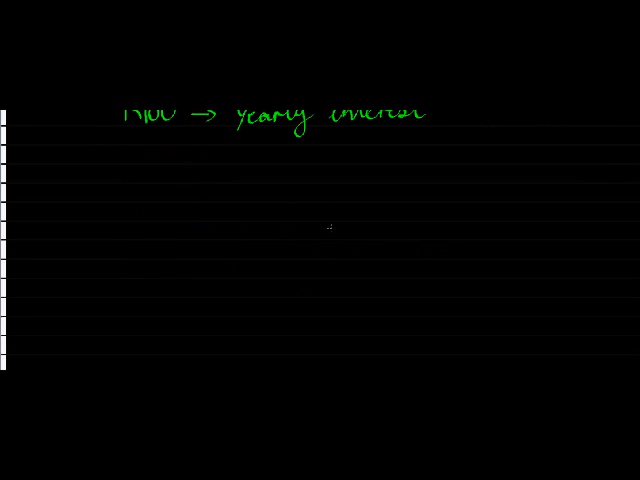 → yearly interest